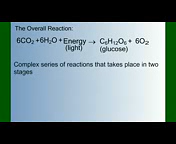 The Overall Reaction:
6CO₂ +6H₂O + Energy → C₆H₁₂O₆ + 6O₂
(light) (glucose)
Complex series of reactions that takes place in two
stages